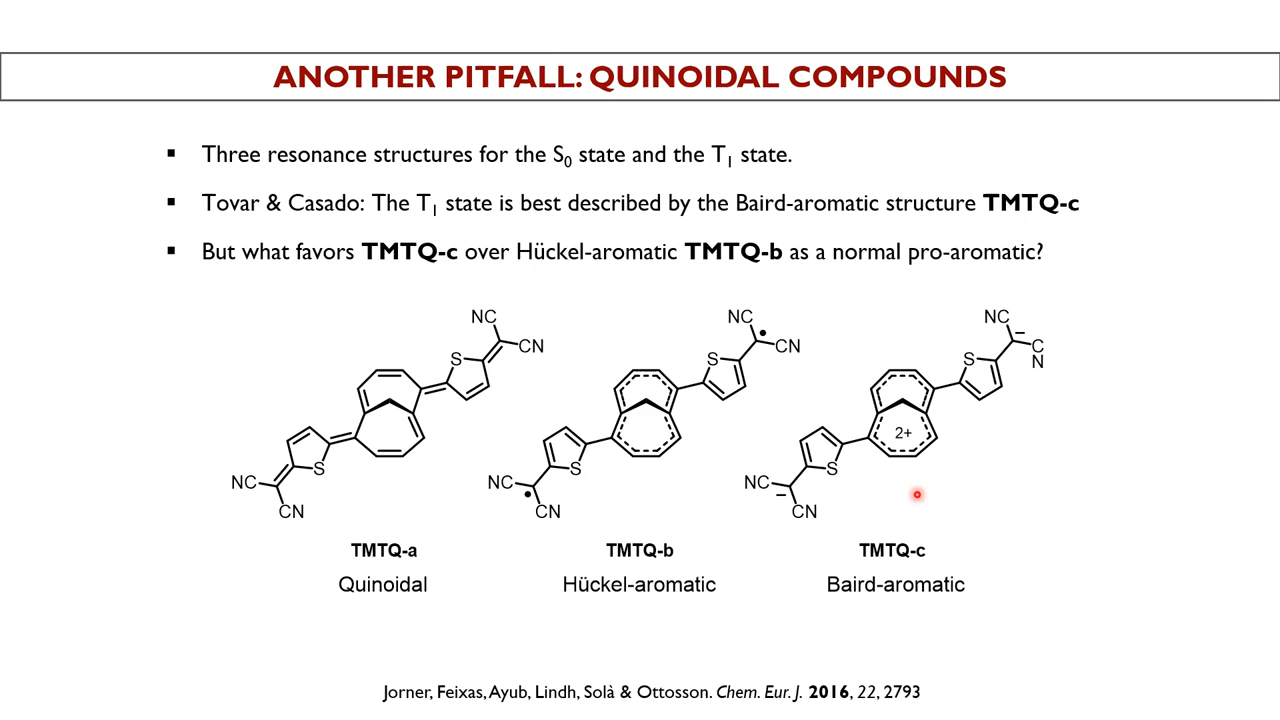 ANOTHER PITFALL: QUINOIDAL COMPOUNDS
▪ Three resonance structures for the S₀ state and the T₁ state.
▪ Tovar & Casado: The T₁ state is best described by the Baird-aromatic structure TMTQ-c
▪ But what favors TMTQ-c over Hückel-aromatic TMTQ-b as a normal pro-aromatic?
NC
CN
S
S
NC
CN
TMTQ-a
Quinoidal
NC
•
CN
S
S
NC
•
CN
TMTQ-b
Hückel-aromatic
NC
−
C
N
S
2+
S
NC
−
CN
TMTQ-c
Baird-aromatic
Jorner, Feixas, Ayub, Lindh, Solà & Ottosson. Chem. Eur. J. 2016, 22, 2793